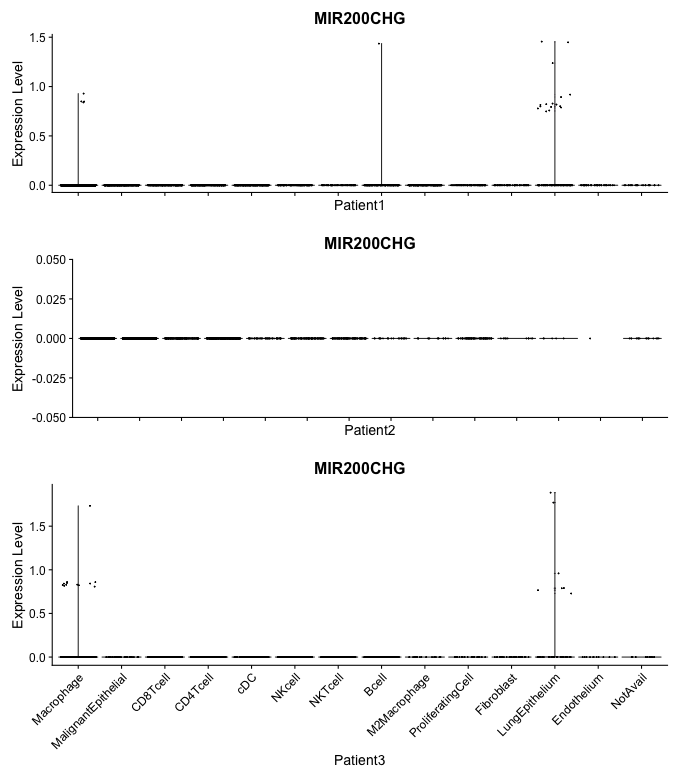 MIR200CHG
Expression Level
1.5
1.0
0.5
0.0
Patient1
MIR200CHG
Expression Level
0.050
0.025
0.000
-0.025
-0.050
Patient2
MIR200CHG
Expression Level
1.5
1.0
0.5
0.0
Macrophage
MalignantEpithelial
CD8Tcell
CD4Tcell
cDC
NKcell
NKTcell
Bcell
M2Macrophage
ProliferatingCell
Fibroblast
LungEpithelium
Endothelium
NotAvail
Patient3